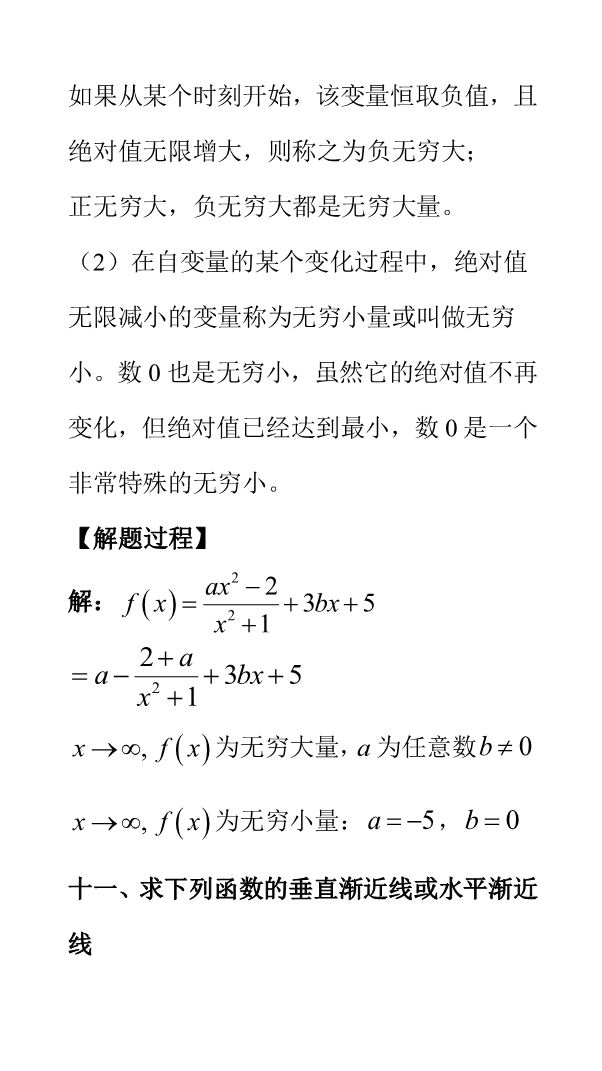 如果从某个时刻开始，该变量恒取负值，且
绝对值无限增大，则称之为负无穷大；
正无穷大，负无穷大都是无穷大量。
（2）在自变量的某个变化过程中，绝对值
无限减小的变量称为无穷小量或叫做无穷
小。数 0 也是无穷小，虽然它的绝对值不再
变化，但绝对值已经达到最小，数 0 是一个
非常特殊的无穷小。
【解题过程】
解：f(x)=\frac{ax^2-2}{x^2+1}+3bx+5
=a-\frac{2+a}{x^2+1}+3bx+5
x→∞, f(x)为无穷大量，a 为任意数b≠0
x→∞, f(x)为无穷小量：a=-5，b=0
十一、求下列函数的垂直渐近线或水平渐近
线